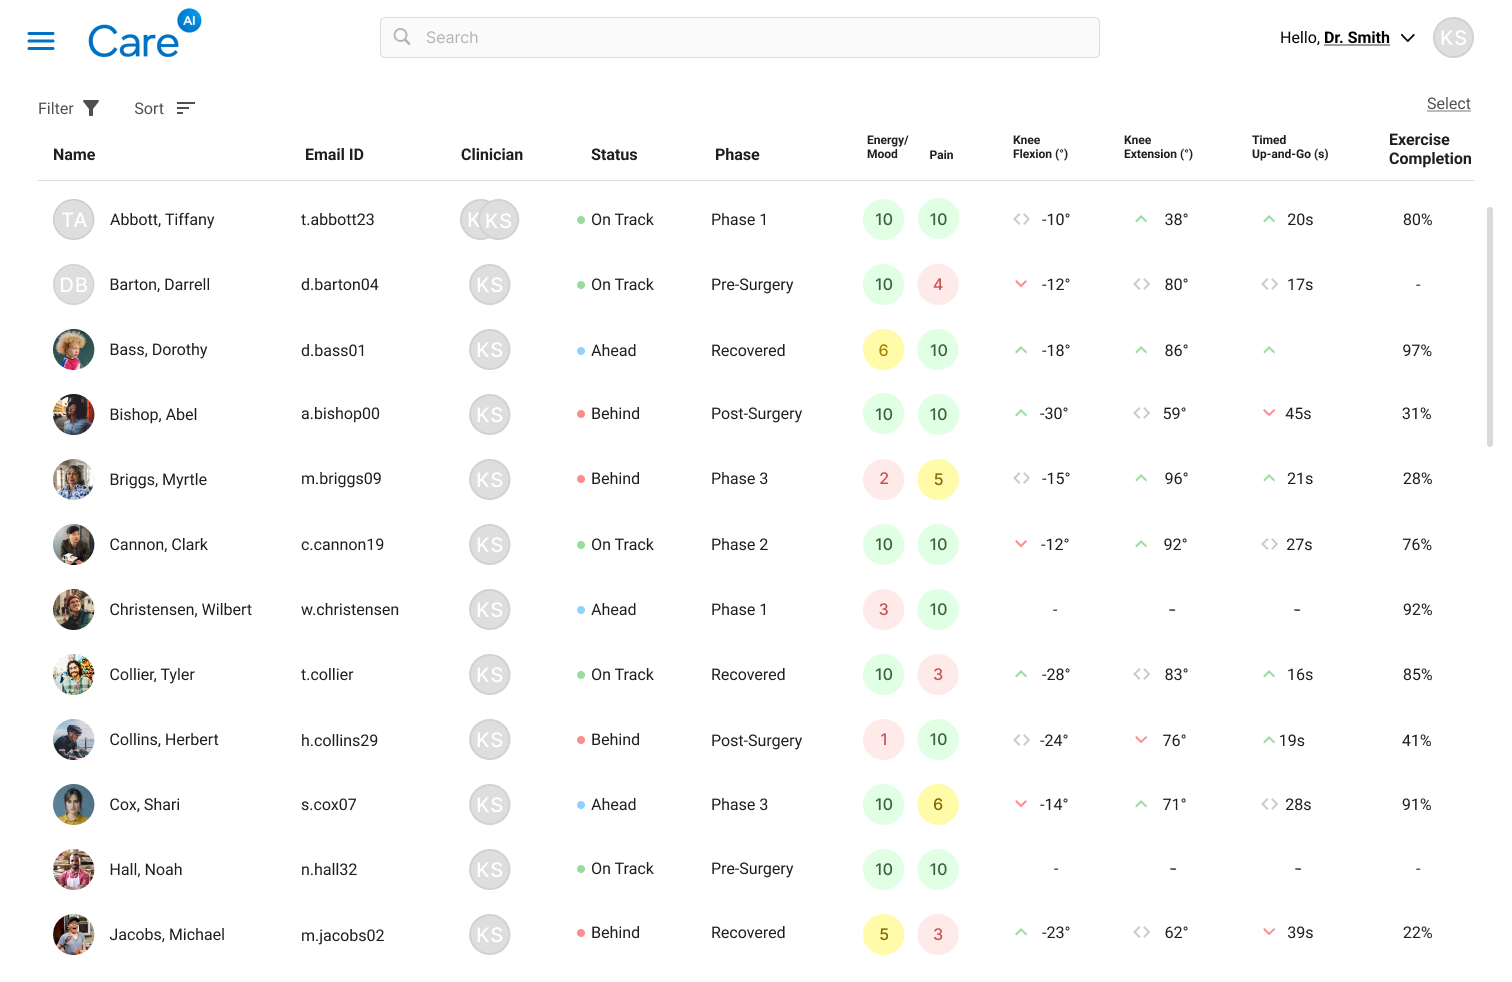 Care AI
Search
Hello, Dr. Smith
KS
Filter
Sort
Select
Name Email ID Clinician Status Phase Energy/ Mood Pain Knee Flexion (°) Knee Extension (°) Timed Up-and-Go (s) Exercise Completion
TA Abbott, Tiffany t.abbott23 K KS On Track Phase 1 10 10 <> -10° 38° 20s 80%
DB Barton, Darrell d.barton04 KS On Track Pre-Surgery 10 4 -12° <> 80° <> 17s -
Bass, Dorothy d.bass01 KS Ahead Recovered 6 10 -18° 86° 97%
Bishop, Abel a.bishop00 KS Behind Post-Surgery 10 10 -30° <> 59° 45s 31%
Briggs, Myrtle m.briggs09 KS Behind Phase 3 2 5 <> -15° 96° 21s 28%
Cannon, Clark c.cannon19 KS On Track Phase 2 10 10 -12° 92° <> 27s 76%
Christensen, Wilbert w.christensen KS Ahead Phase 1 3 10 - - - 92%
Collier, Tyler t.collier KS On Track Recovered 10 3 -28° <> 83° 16s 85%
Collins, Herbert h.collins29 KS Behind Post-Surgery 1 10 <> -24° 76° 19s 41%
Cox, Shari s.cox07 KS Ahead Phase 3 10 6 -14° 71° <> 28s 91%
Hall, Noah n.hall32 KS On Track Pre-Surgery 10 10 - - - -
Jacobs, Michael m.jacobs02 KS Behind Recovered 5 3 -23° <> 62° 39s 22%